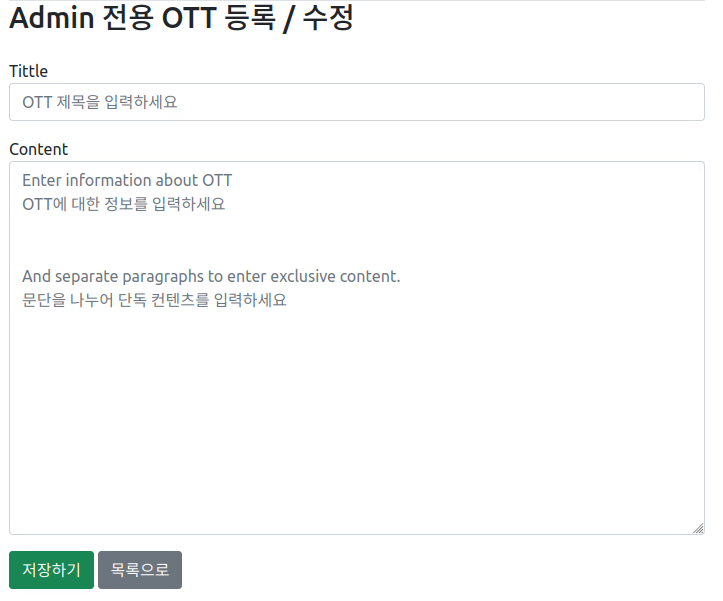 Admin 전용 OTT 등록 / 수정
Tittle
OTT 제목을 입력하세요
Content
Enter information about OTT
OTT에 대한 정보를 입력하세요
And separate paragraphs to enter exclusive content.
문단을 나누어 단독 컨텐츠를 입력하세요
저장하기 목록으로